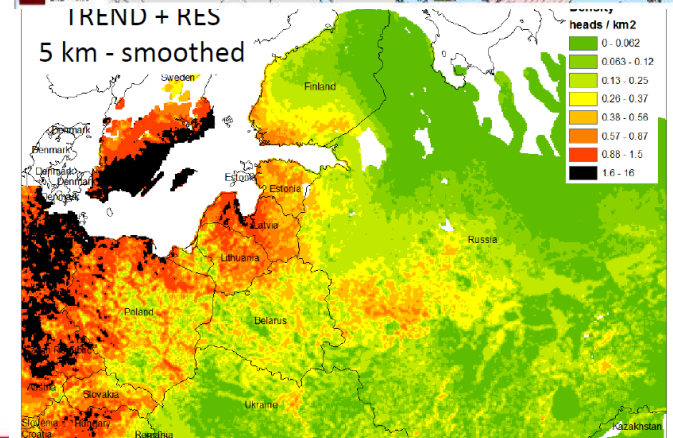 TREND + RES
5 km - smoothed
Density
heads / km2
0 - 0.062
0.063 - 0.12
0.13 - 0.25
0.26 - 0.37
0.38 - 0.56
0.57 - 0.87
0.88 - 1.5
1.6 - 16
Sweden
Finland
Denmark
Denmark
Denmark
Denmark
Denmark
Estonia
Estonia
Latvia
Lithuania
Russia
Poland
Belarus
Austria
Slovakia
Ukraine
Slovenia
Hungary
Croatia
Romania
Kazakhstan